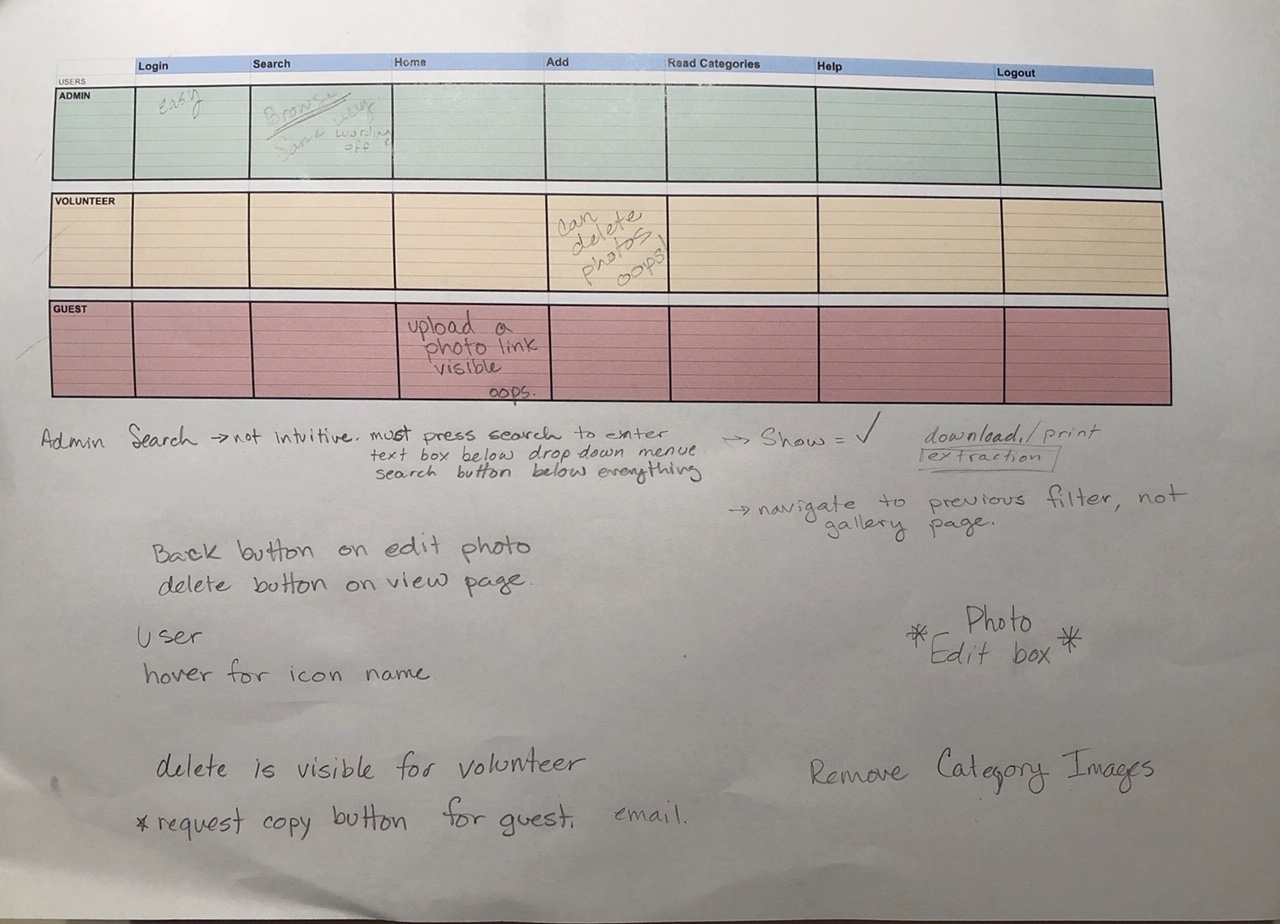 Login Search Home Add Read Categories Help Logout
USERS
ADMIN
easy
Browse
Same way
wording
off
VOLUNTEER
can
delete
photos
oops!
GUEST
upload a
photo link
visible
oops.
Admin Search → not intuitive. must press search to enter
text box below drop down menue
search button below everything
→ Show = ✓
download / print
extraction
→ navigate to previous filter, not
gallery page.
Back button on edit photo
delete button on view page.
User
hover for icon name
* Photo
Edit box *
delete is visible for volunteer
* request copy button for guest. email.
Remove Category Images